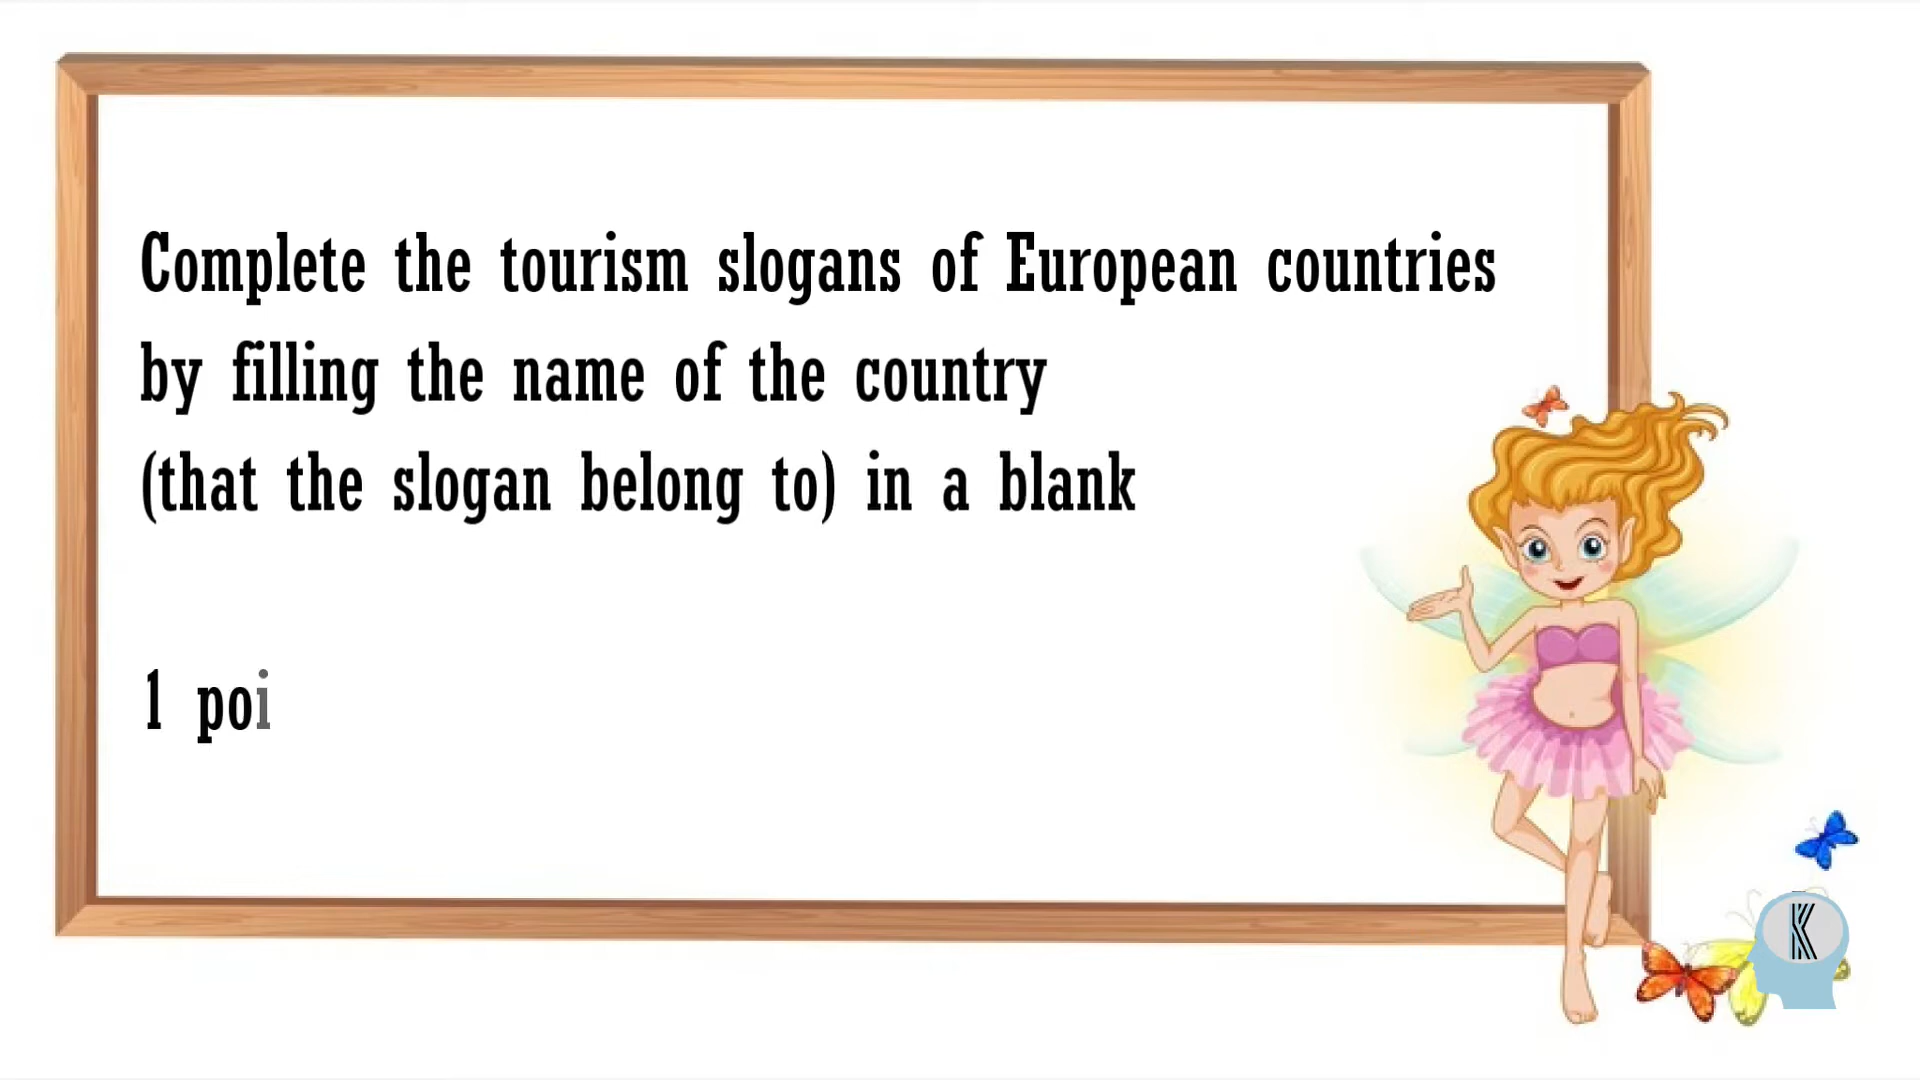 Complete the tourism slogans of European countries
by filling the name of the country
(that the slogan belong to) in a blank
1 poi
K